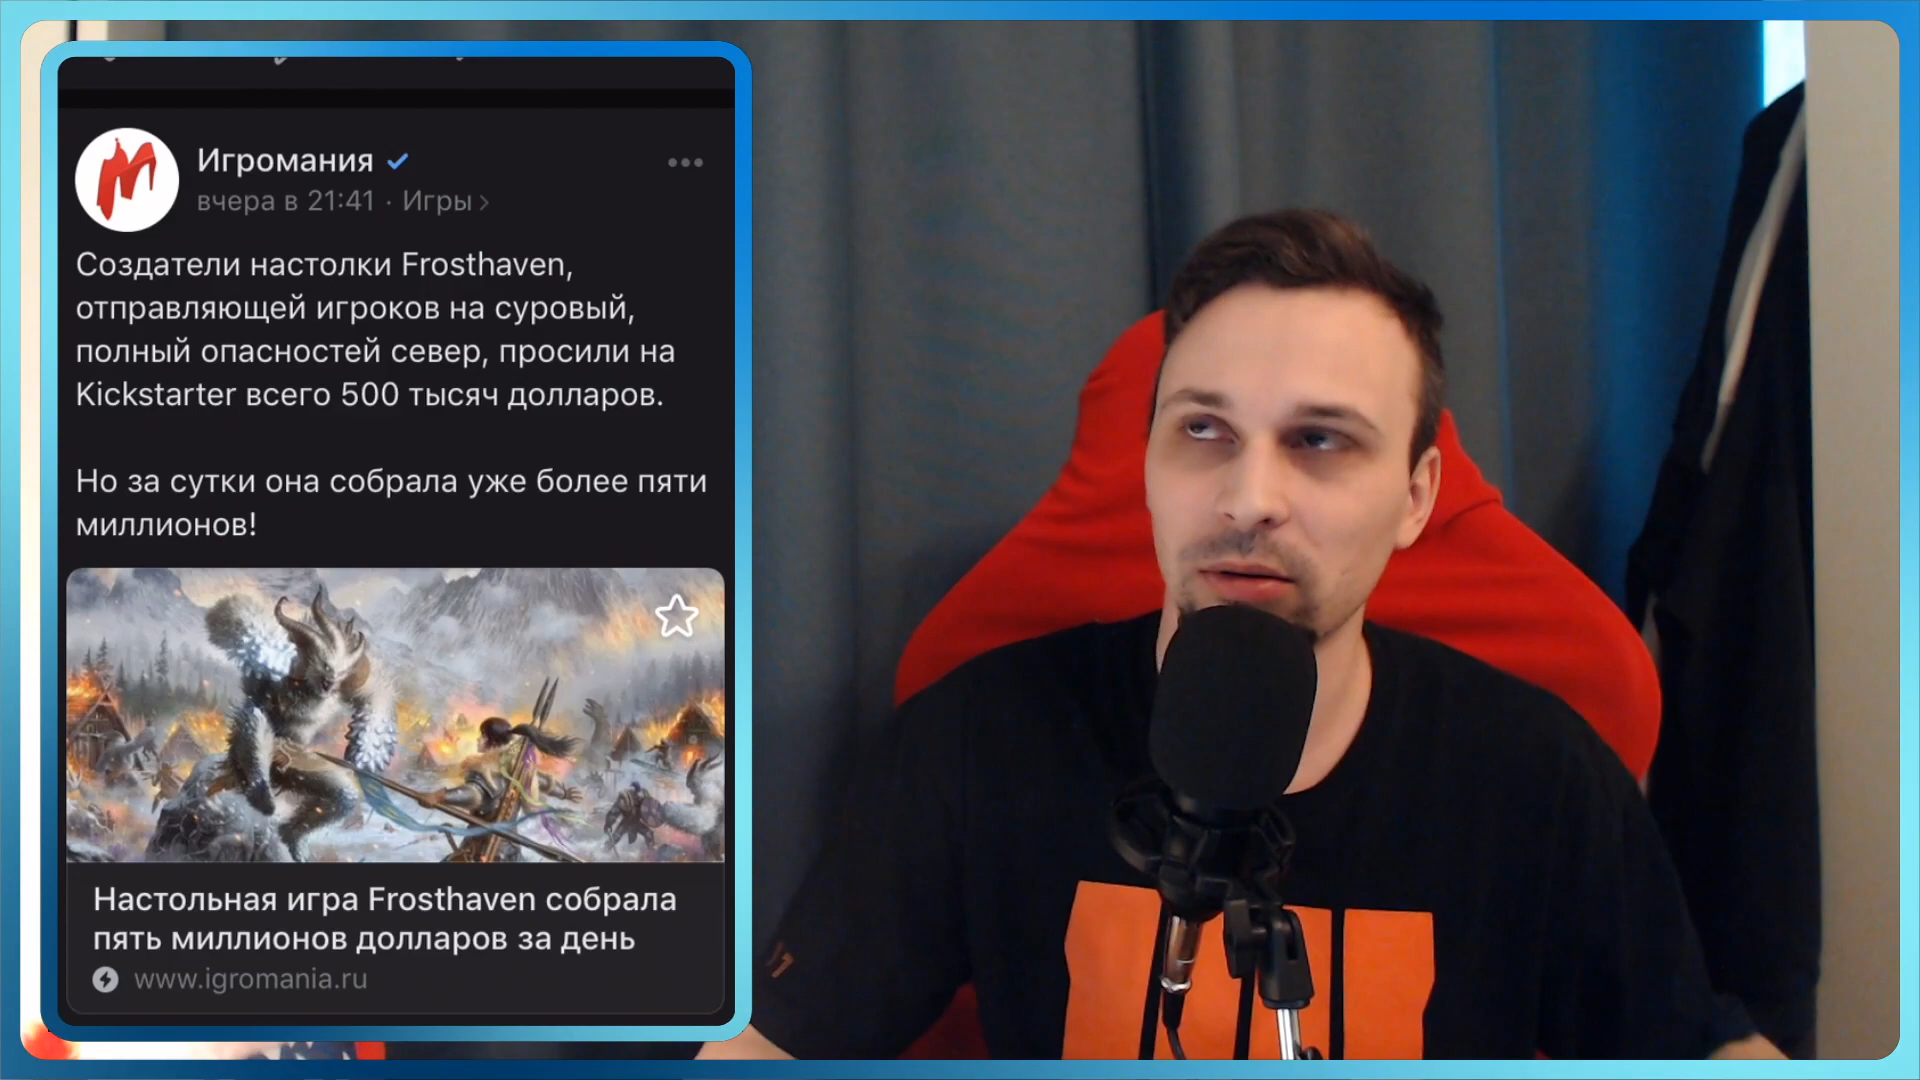 Игромания
вчера в 21:41 · Игры
Создатели настолки Frosthaven,
отправляющей игроков на суровый,
полный опасностей север, просили на
Kickstarter всего 500 тысяч долларов.
Но за сутки она собрала уже более пяти
миллионов!
Настольная игра Frosthaven собрала
пять миллионов долларов за день
www.igromania.ru